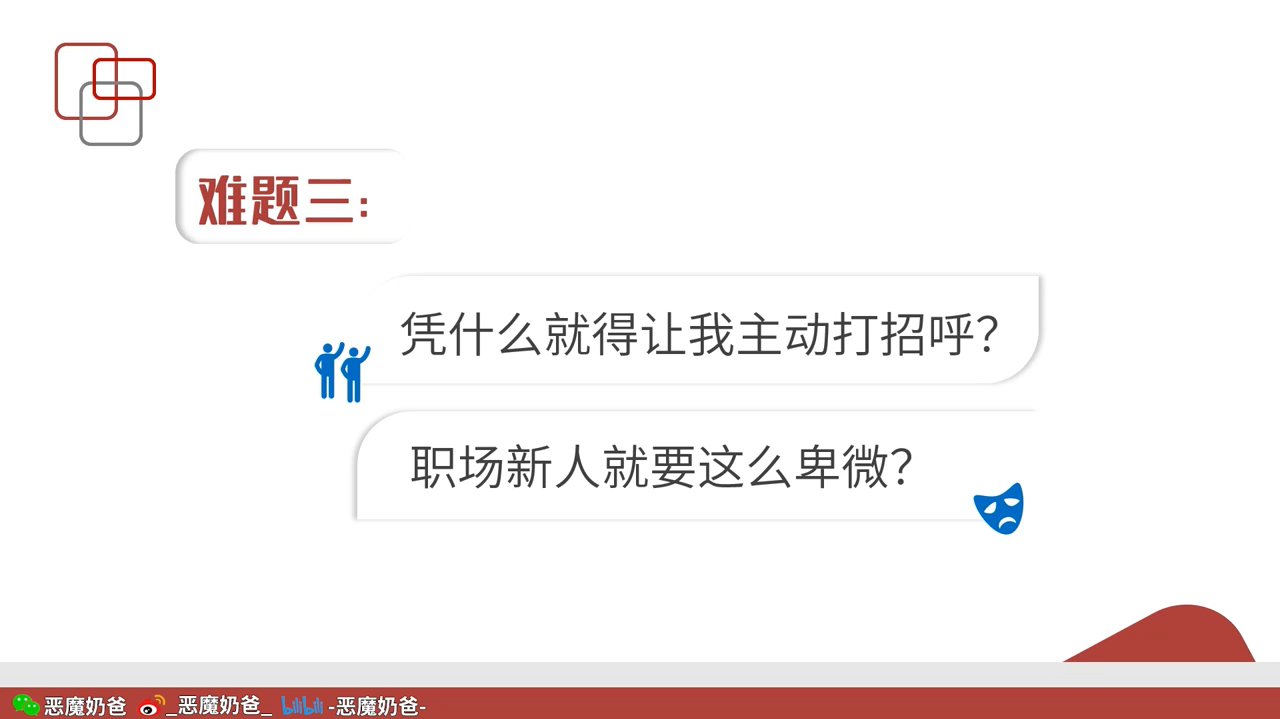 难题三：
凭什么就得让我主动打招呼？
职场新人就要这么卑微？
恶魔奶爸 _恶魔奶爸_ bilibili -恶魔奶爸-